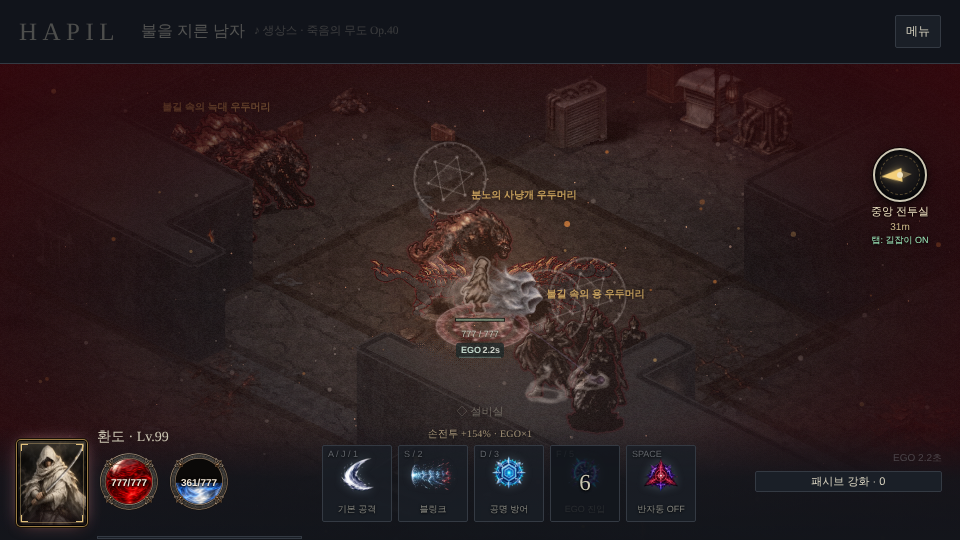 HAPIL 불을 지른 남자 ♪ 생상스 · 죽음의 무도 Op.40 메뉴
불길 속의 늑대 우두머리
분노의 사냥개 우두머리
중앙 전투실
31m
탭: 길잡이 ON
불길 속의 용 우두머리
777 / 777
EGO 2.2s
◇ 설비실
손전투 +154% · EGO×1
환도 · Lv.99
777/777 361/777
A / J / 1 S / 2 D / 3 SPACE
6
기본 공격 블링크 공명 방어 EGO 진입 반자동 OFF
EGO 2.2초
패시브 강화 · 0